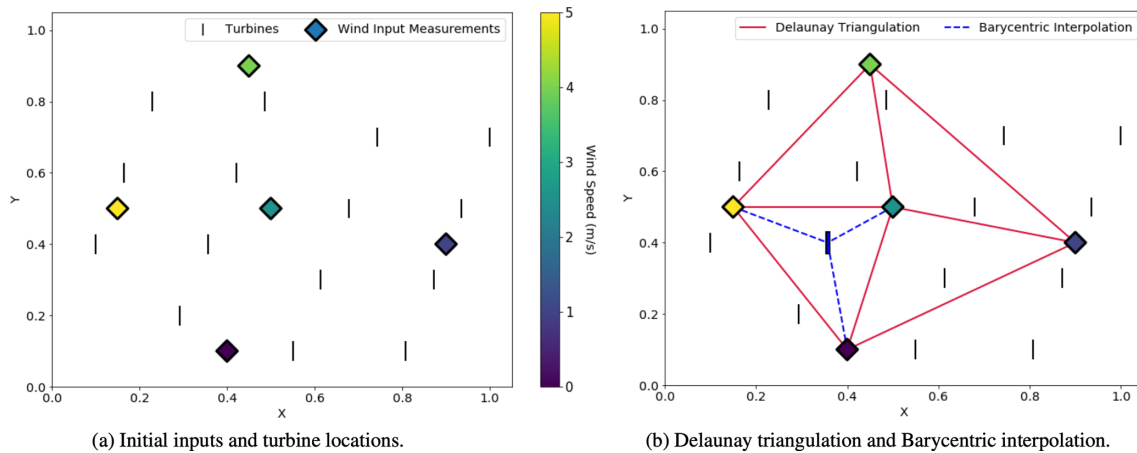 Turbines Wind Input Measurements
1.0
0.8
0.6
0.4
0.2
0.0
Y
0.0 0.2 0.4 0.6 0.8 1.0
X
5
4
3
2
1
0
Wind Speed (m/s)
(a) Initial inputs and turbine locations.
Delaunay Triangulation Barycentric Interpolation
1.0
0.8
0.6
0.4
0.2
0.0
Y
0.0 0.2 0.4 0.6 0.8 1.0
X
(b) Delaunay triangulation and Barycentric interpolation.